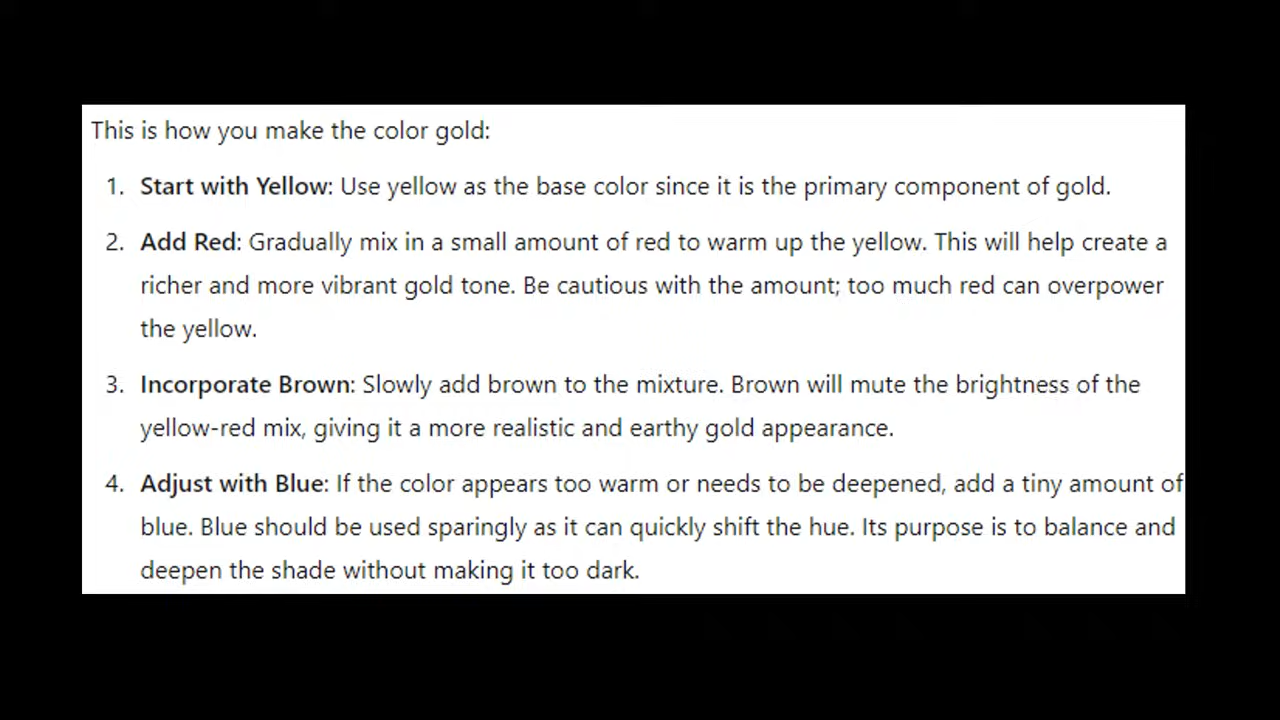 This is how you make the color gold:
1. Start with Yellow: Use yellow as the base color since it is the primary component of gold.
2. Add Red: Gradually mix in a small amount of red to warm up the yellow. This will help create a
richer and more vibrant gold tone. Be cautious with the amount; too much red can overpower
the yellow.
3. Incorporate Brown: Slowly add brown to the mixture. Brown will mute the brightness of the
yellow-red mix, giving it a more realistic and earthy gold appearance.
4. Adjust with Blue: If the color appears too warm or needs to be deepened, add a tiny amount of
blue. Blue should be used sparingly as it can quickly shift the hue. Its purpose is to balance and
deepen the shade without making it too dark.